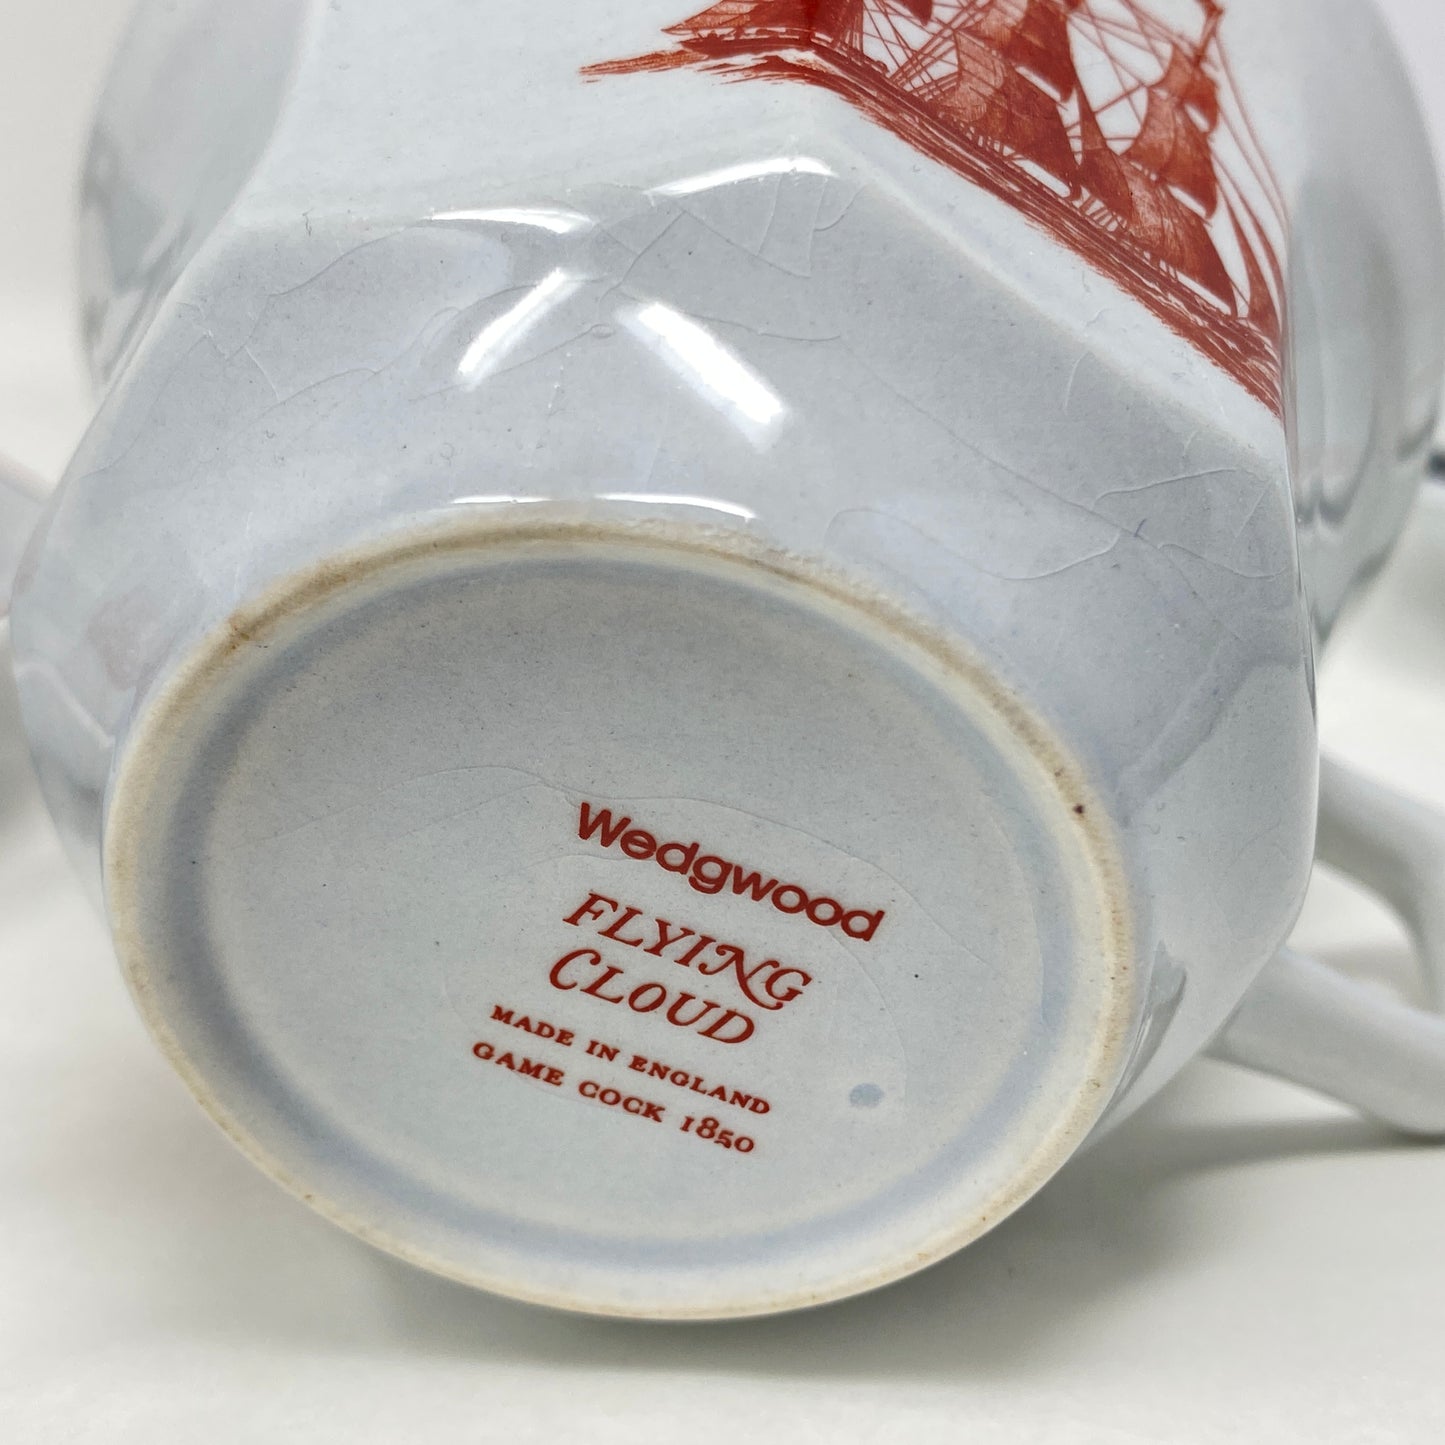 Wedgwood
FLYING
CLOUD
MADE IN ENGLAND
GAME COCK 1850